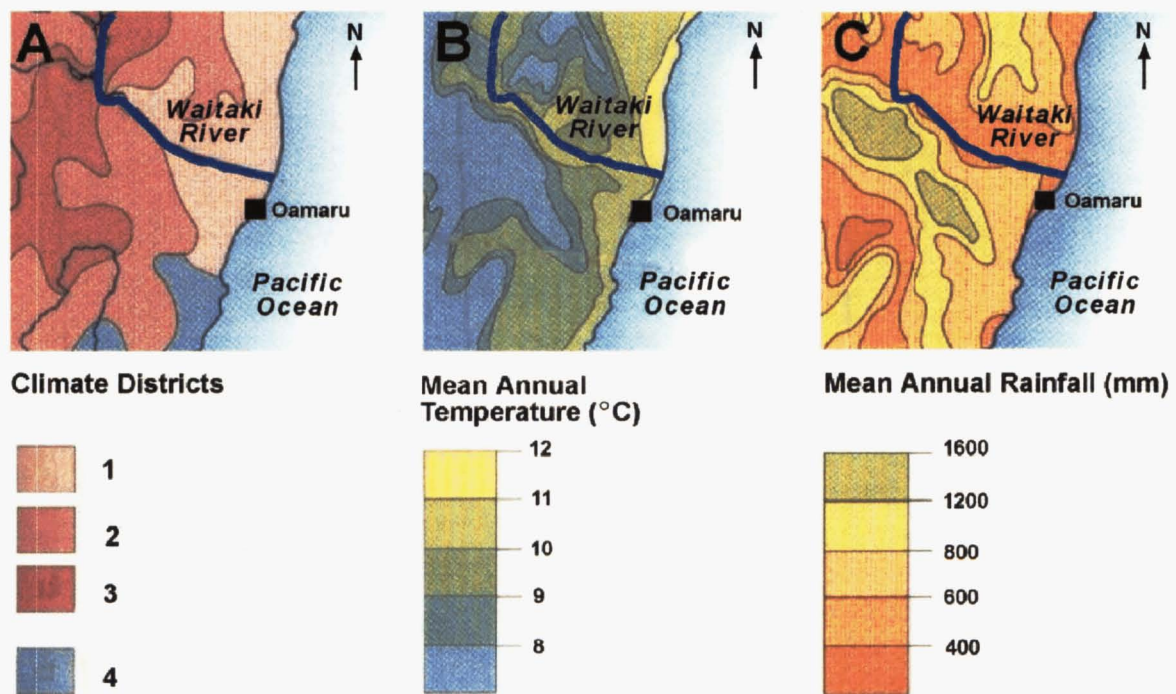 A
N
Waitaki
River
Oamaru
Pacific
Ocean
B
N
Waitaki
River
Oamaru
Pacific
Ocean
C
N
Waitaki
River
Oamaru
Pacific
Ocean
Climate Districts
1
2
3
4
Mean Annual
Temperature (°C)
12
11
10
9
8
Mean Annual Rainfall (mm)
1600
1200
800
600
400